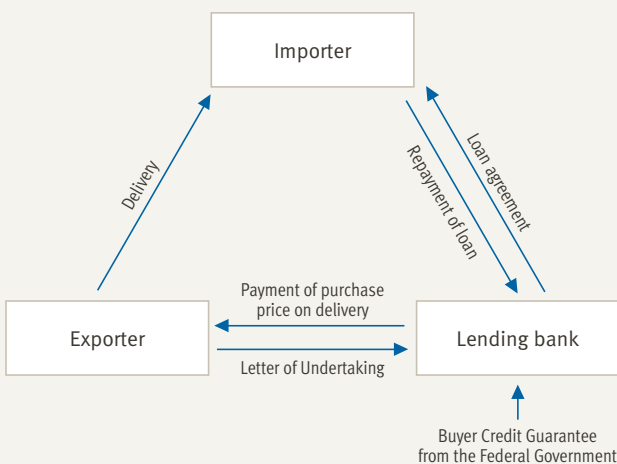 Importer
Delivery
Repayment of loan
Loan agreement
Payment of purchase
price on delivery
Exporter
Lending bank
Letter of Undertaking
Buyer Credit Guarantee
from the Federal Government